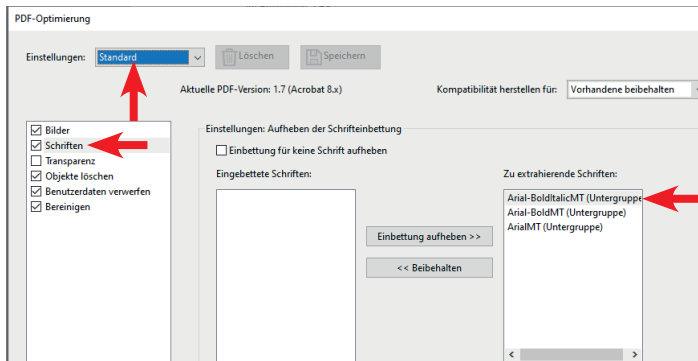 PDF-Optimierung
Einstellungen: Standard Löschen Speichern
Aktuelle PDF-Version: 1.7 (Acrobat 8.x) Kompatibilität herstellen für: Vorhandene beibehalten
Bilder
Schriften
Transparenz
Objekte löschen
Benutzerdaten verwerfen
Bereinigen
Einstellungen: Aufheben der Schrifteinbettung
Einbettung für keine Schrift aufheben
Eingebettete Schriften:
Einbettung aufheben >>
<< Beibehalten
Zu extrahierende Schriften:
Arial-BoldItalicMT (Untergruppe
Arial-BoldMT (Untergruppe)
ArialMT (Untergruppe)